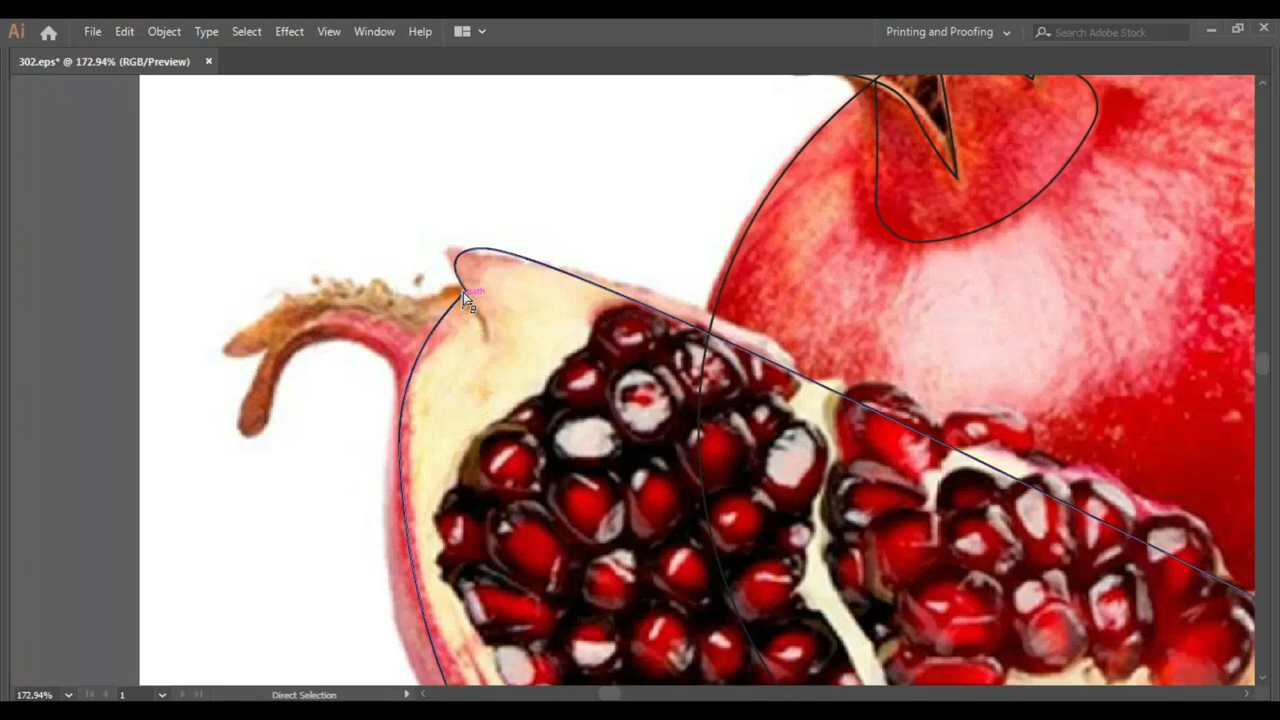 Ai File Edit Object Type Select Effect View Window Help Printing and Proofing Search Adobe Stock
302.eps* @ 172.94% (RGB/Preview) ×
172.94% 1 Direct Selection